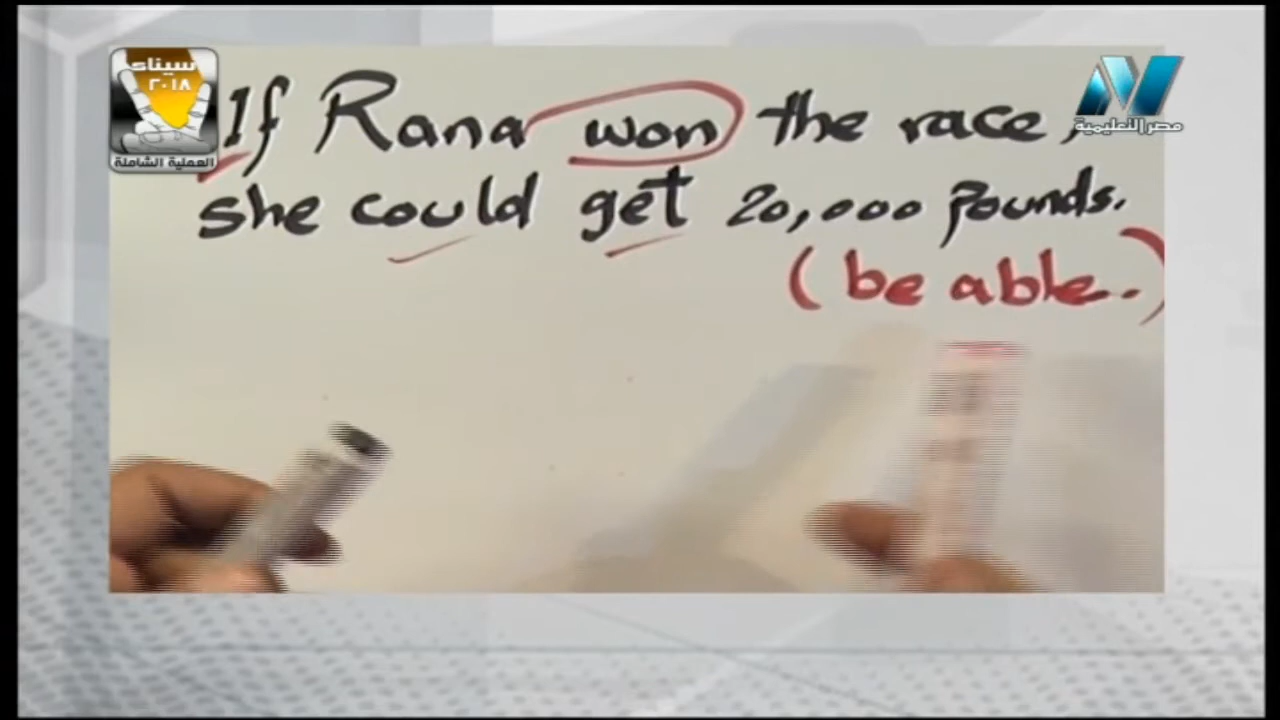 سيناء
٢٠١٨
العملية الشاملة
مصر التعليمية
If Rana won the race,
she could get 20,000 pounds.
(be able.)